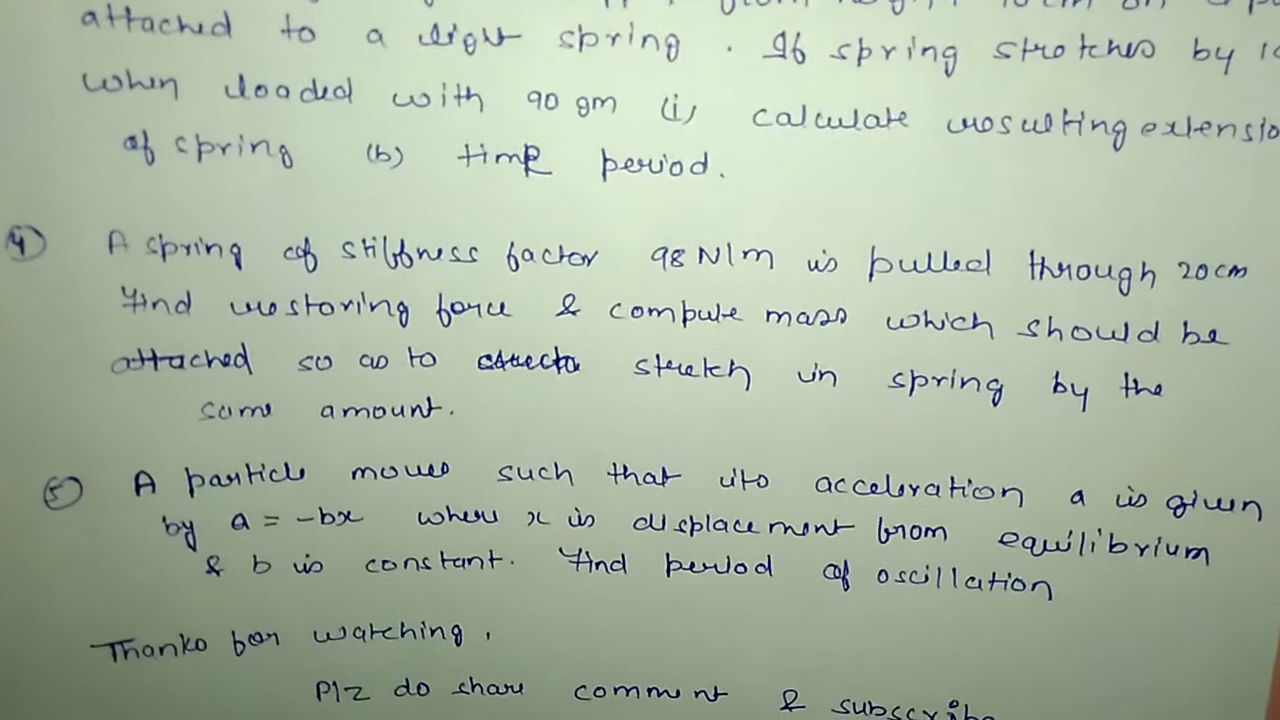 attached to a light spring. If spring stretches by
when loaded with 90 gm (i) calculate resulting extensio
of spring (b) time period.
4) A spring of stiffness factor 98 N/m is pulled through 20 cm
find restoring force & compute mass which should be
attached so as to stretch in spring by the
same amount.
5) A particle moves such that its acceleration a is given
by a = -bx where x is displacement from equilibrium
& b is constant. Find period of oscillation
Thanks for watching,
Plz do share comment & subscribe